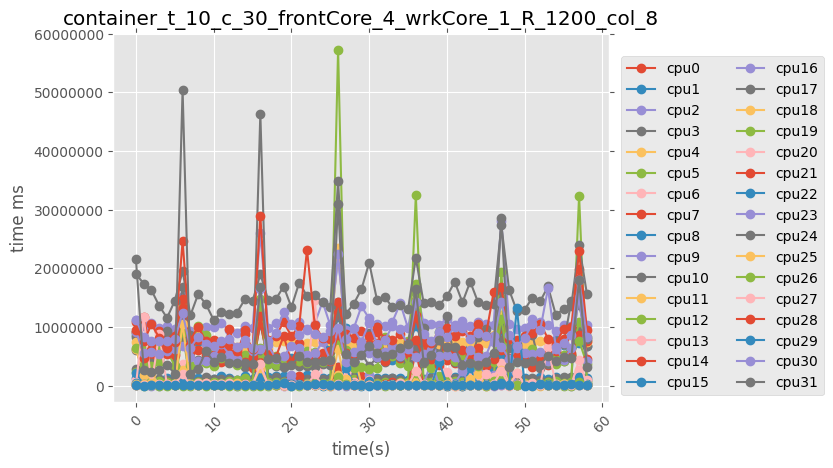 container_t_10_c_30_frontCore_4_wrkCore_1_R_1200_col_8
60000000
50000000
40000000
30000000
20000000
10000000
0
time ms
0 10 20 30 40 50 60
time(s)
cpu0 cpu16
cpu1 cpu17
cpu2 cpu18
cpu3 cpu19
cpu4 cpu20
cpu5 cpu21
cpu6 cpu22
cpu7 cpu23
cpu8 cpu24
cpu9 cpu25
cpu10 cpu26
cpu11 cpu27
cpu12 cpu28
cpu13 cpu29
cpu14 cpu30
cpu15 cpu31